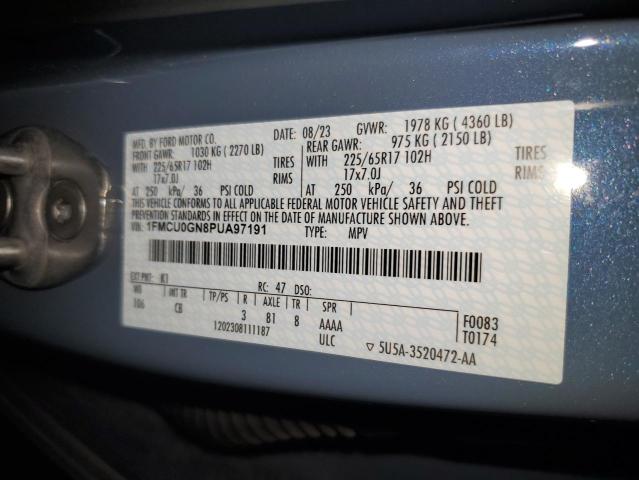 MFD. BY FORD MOTOR CO.
DATE: 08/23 GVWR: 1978 KG ( 4360 LB)
FRONT GAWR: 1030 KG ( 2270 LB)
REAR GAWR: 975 KG ( 2150 LB)
WITH 225/65R17 102H TIRES
17x7.0J RIMS
WITH 225/65R17 102H TIRES
17x7.0J RIMS
AT 250 kPa/ 36 PSI COLD
AT 250 kPa/ 36 PSI COLD
THIS VEHICLE CONFORMS TO ALL APPLICABLE FEDERAL MOTOR VEHICLE SAFETY AND THEFT
PREVENTION STANDARDS IN EFFECT ON THE DATE OF MANUFACTURE SHOWN ABOVE.
VIN: 1FMCU0GN8PUA97191 TYPE: MPV
EXT PNT: K1 RC: 47 DSO:
WB INT TR TP/PS R AXLE TR SPR
106 CB 3 81 8 AAAA
1202308111187 ULC
F0083
T0174
▽ 5U5A-3520472-AA